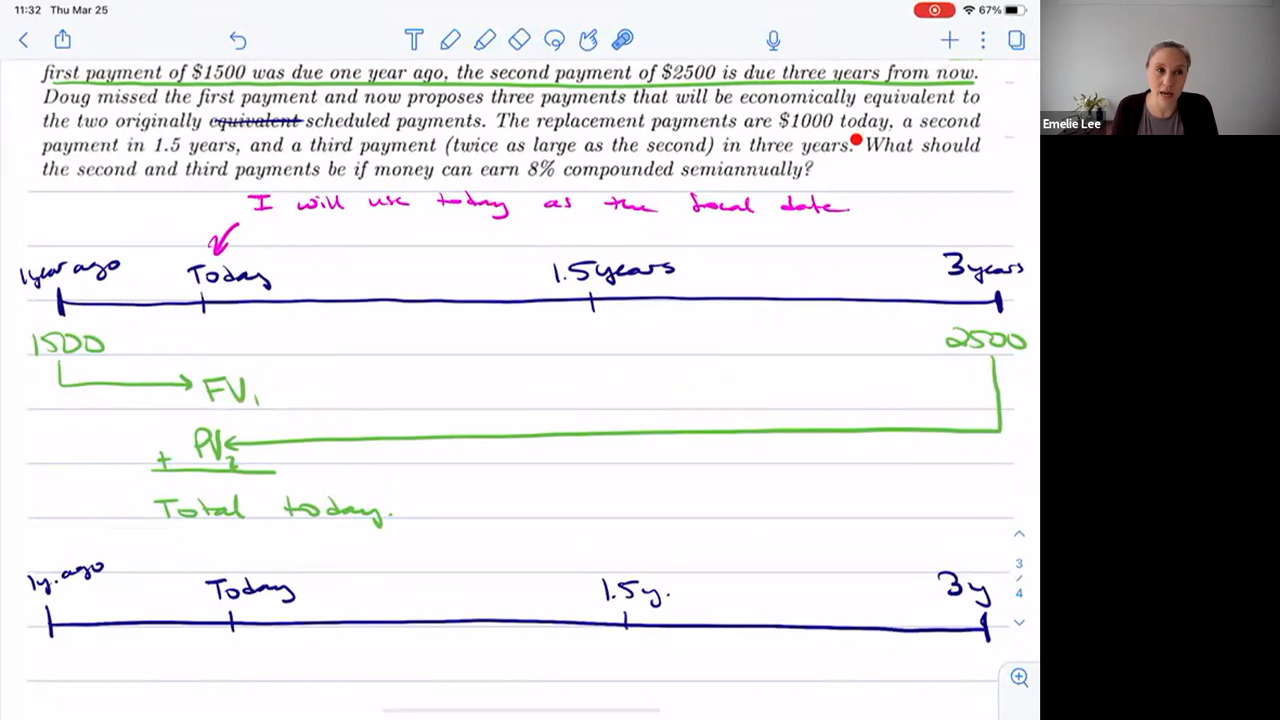 11:32 Thu Mar 25
67%
first payment of $1500 was due one year ago, the second payment of $2500 is due three years from now.
Doug missed the first payment and now proposes three payments that will be economically equivalent to
the two originally equivalent scheduled payments. The replacement payments are $1000 today, a second
payment in 1.5 years, and a third payment (twice as large as the second) in three years. What should
the second and third payments be if money can earn 8% compounded semiannually?
Emelie Lee
I will use today as the focal date.
1 year ago Today 1.5 years 3 years
1500 2500
FV1
+ PV2
Total today.
1y. ago Today 1.5 y. 3 y
3
/
4